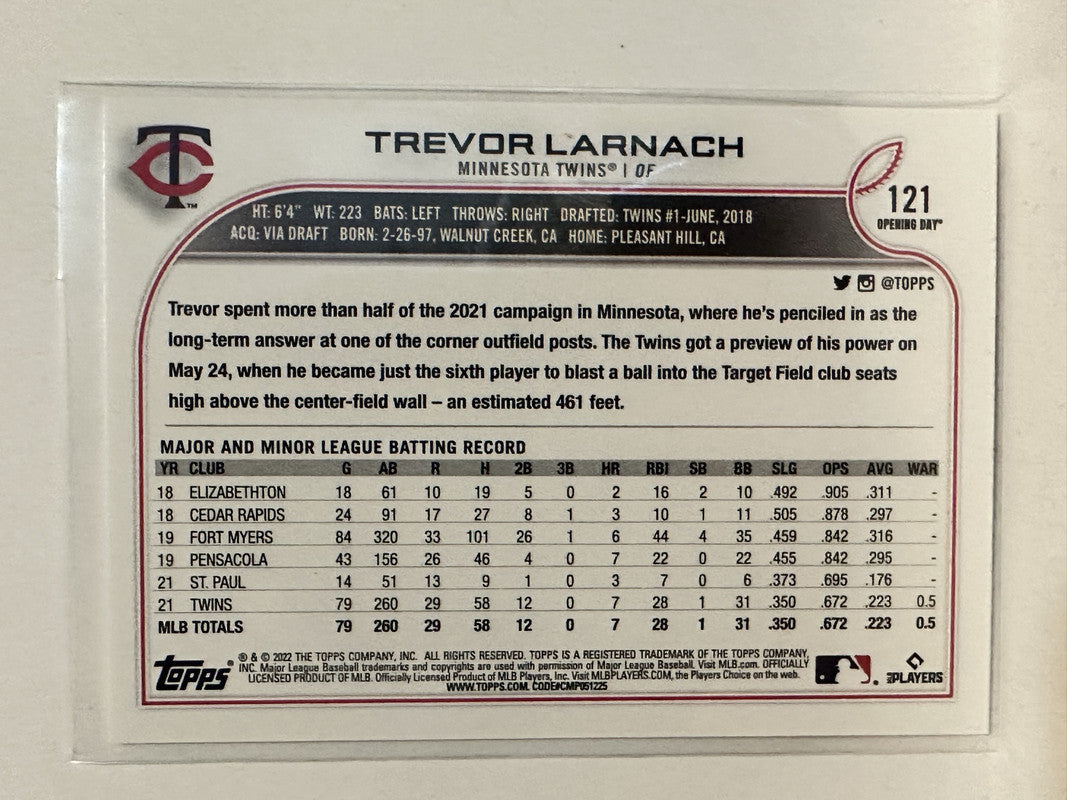 TC™
TREVOR LARNACH
MINNESOTA TWINS® | OF
121
OPENING DAY®
HT: 6'4" WT: 223 BATS: LEFT THROWS: RIGHT DRAFTED: TWINS #1-JUNE, 2018
ACQ: VIA DRAFT BORN: 2-26-97, WALNUT CREEK, CA HOME: PLEASANT HILL, CA
@TOPPS
Trevor spent more than half of the 2021 campaign in Minnesota, where he's penciled in as the
long-term answer at one of the corner outfield posts. The Twins got a preview of his power on
May 24, when he became just the sixth player to blast a ball into the Target Field club seats
high above the center-field wall – an estimated 461 feet.
MAJOR AND MINOR LEAGUE BATTING RECORD
YR CLUB G AB R H 2B 3B HR RBI SB BB SLG OPS AVG WAR
18 ELIZABETHTON 18 61 10 19 5 0 2 16 2 10 .492 .905 .311 -
18 CEDAR RAPIDS 24 91 17 27 8 1 3 10 1 11 .505 .878 .297 -
19 FORT MYERS 84 320 33 101 26 1 6 44 4 35 .459 .842 .316 -
19 PENSACOLA 43 156 26 46 4 0 7 22 0 22 .455 .842 .295 -
21 ST. PAUL 14 51 13 9 1 0 3 7 0 6 .373 .695 .176 -
21 TWINS 79 260 29 58 12 0 7 28 1 31 .350 .672 .223 0.5
MLB TOTALS 79 260 29 58 12 0 7 28 1 31 .350 .672 .223 0.5
topps
® & © 2022 THE TOPPS COMPANY, INC. ALL RIGHTS RESERVED. TOPPS IS A REGISTERED TRADEMARK OF THE TOPPS COMPANY,
INC. Major League Baseball trademarks and copyrights are used with permission of Major League Baseball. Visit MLB.com. OFFICIALLY
LICENSED PRODUCT OF MLB. Officially Licensed Product of MLB Players, Inc. Visit MLBPLAYERS.COM, the Players Choice on the web.
WWW.TOPPS.COM. CODE#CMP051225
MLB PLAYERS